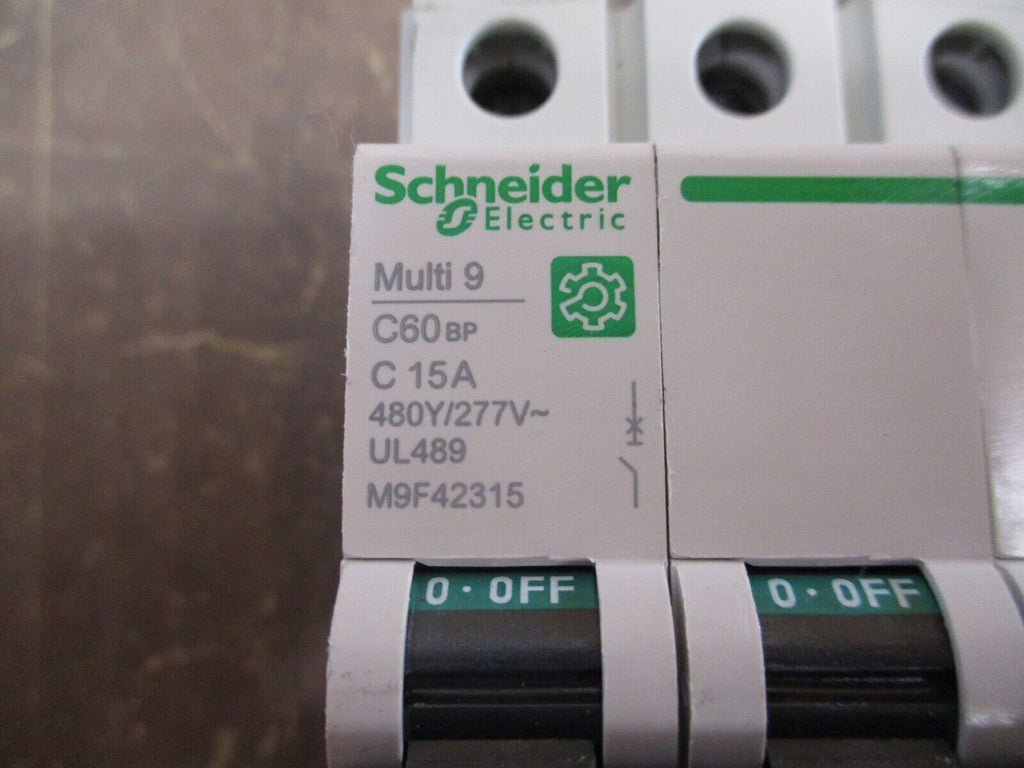 Schneider
Electric
Multi 9
C60BP
C 15A
480Y/277V~
UL489
M9F42315
0 · OFF
0 · OFF